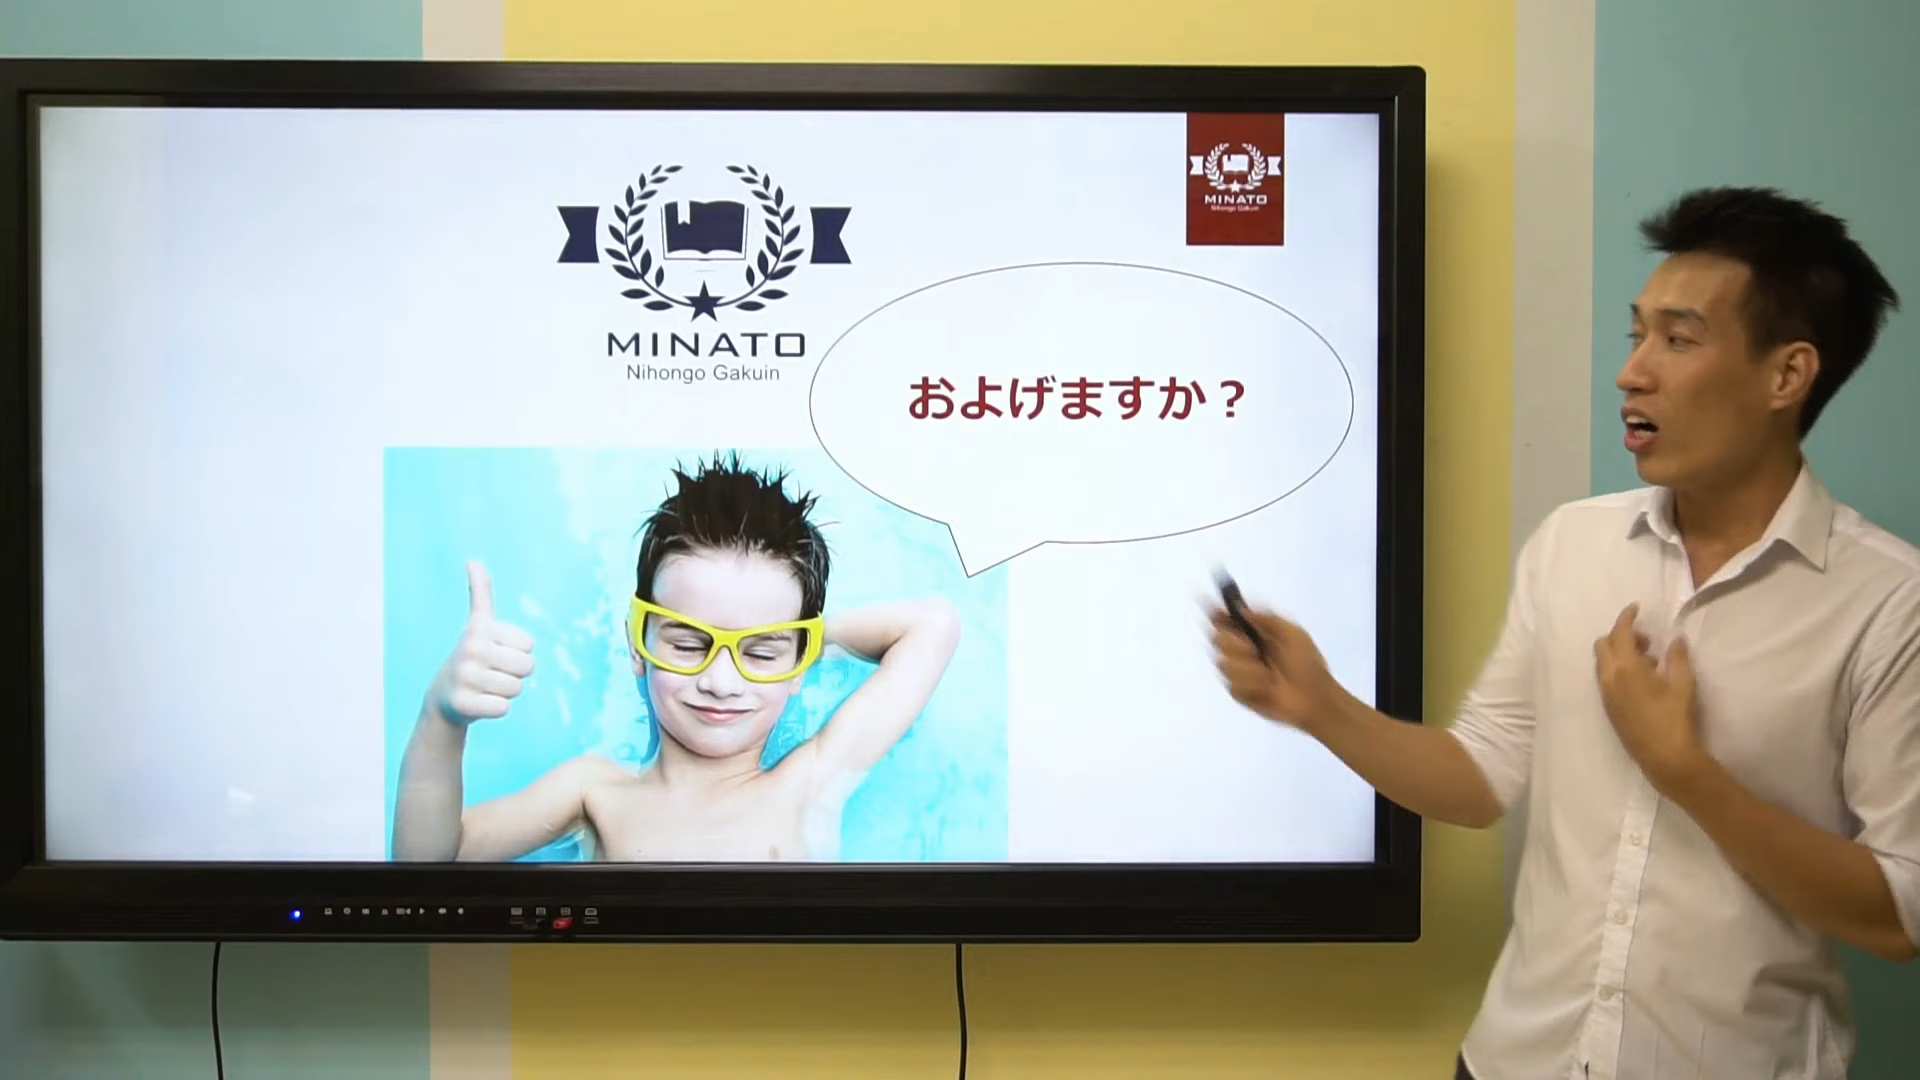 MINATO
Nihongo Gakuin
MINATO
Nihongo Gakuin
およげますか？